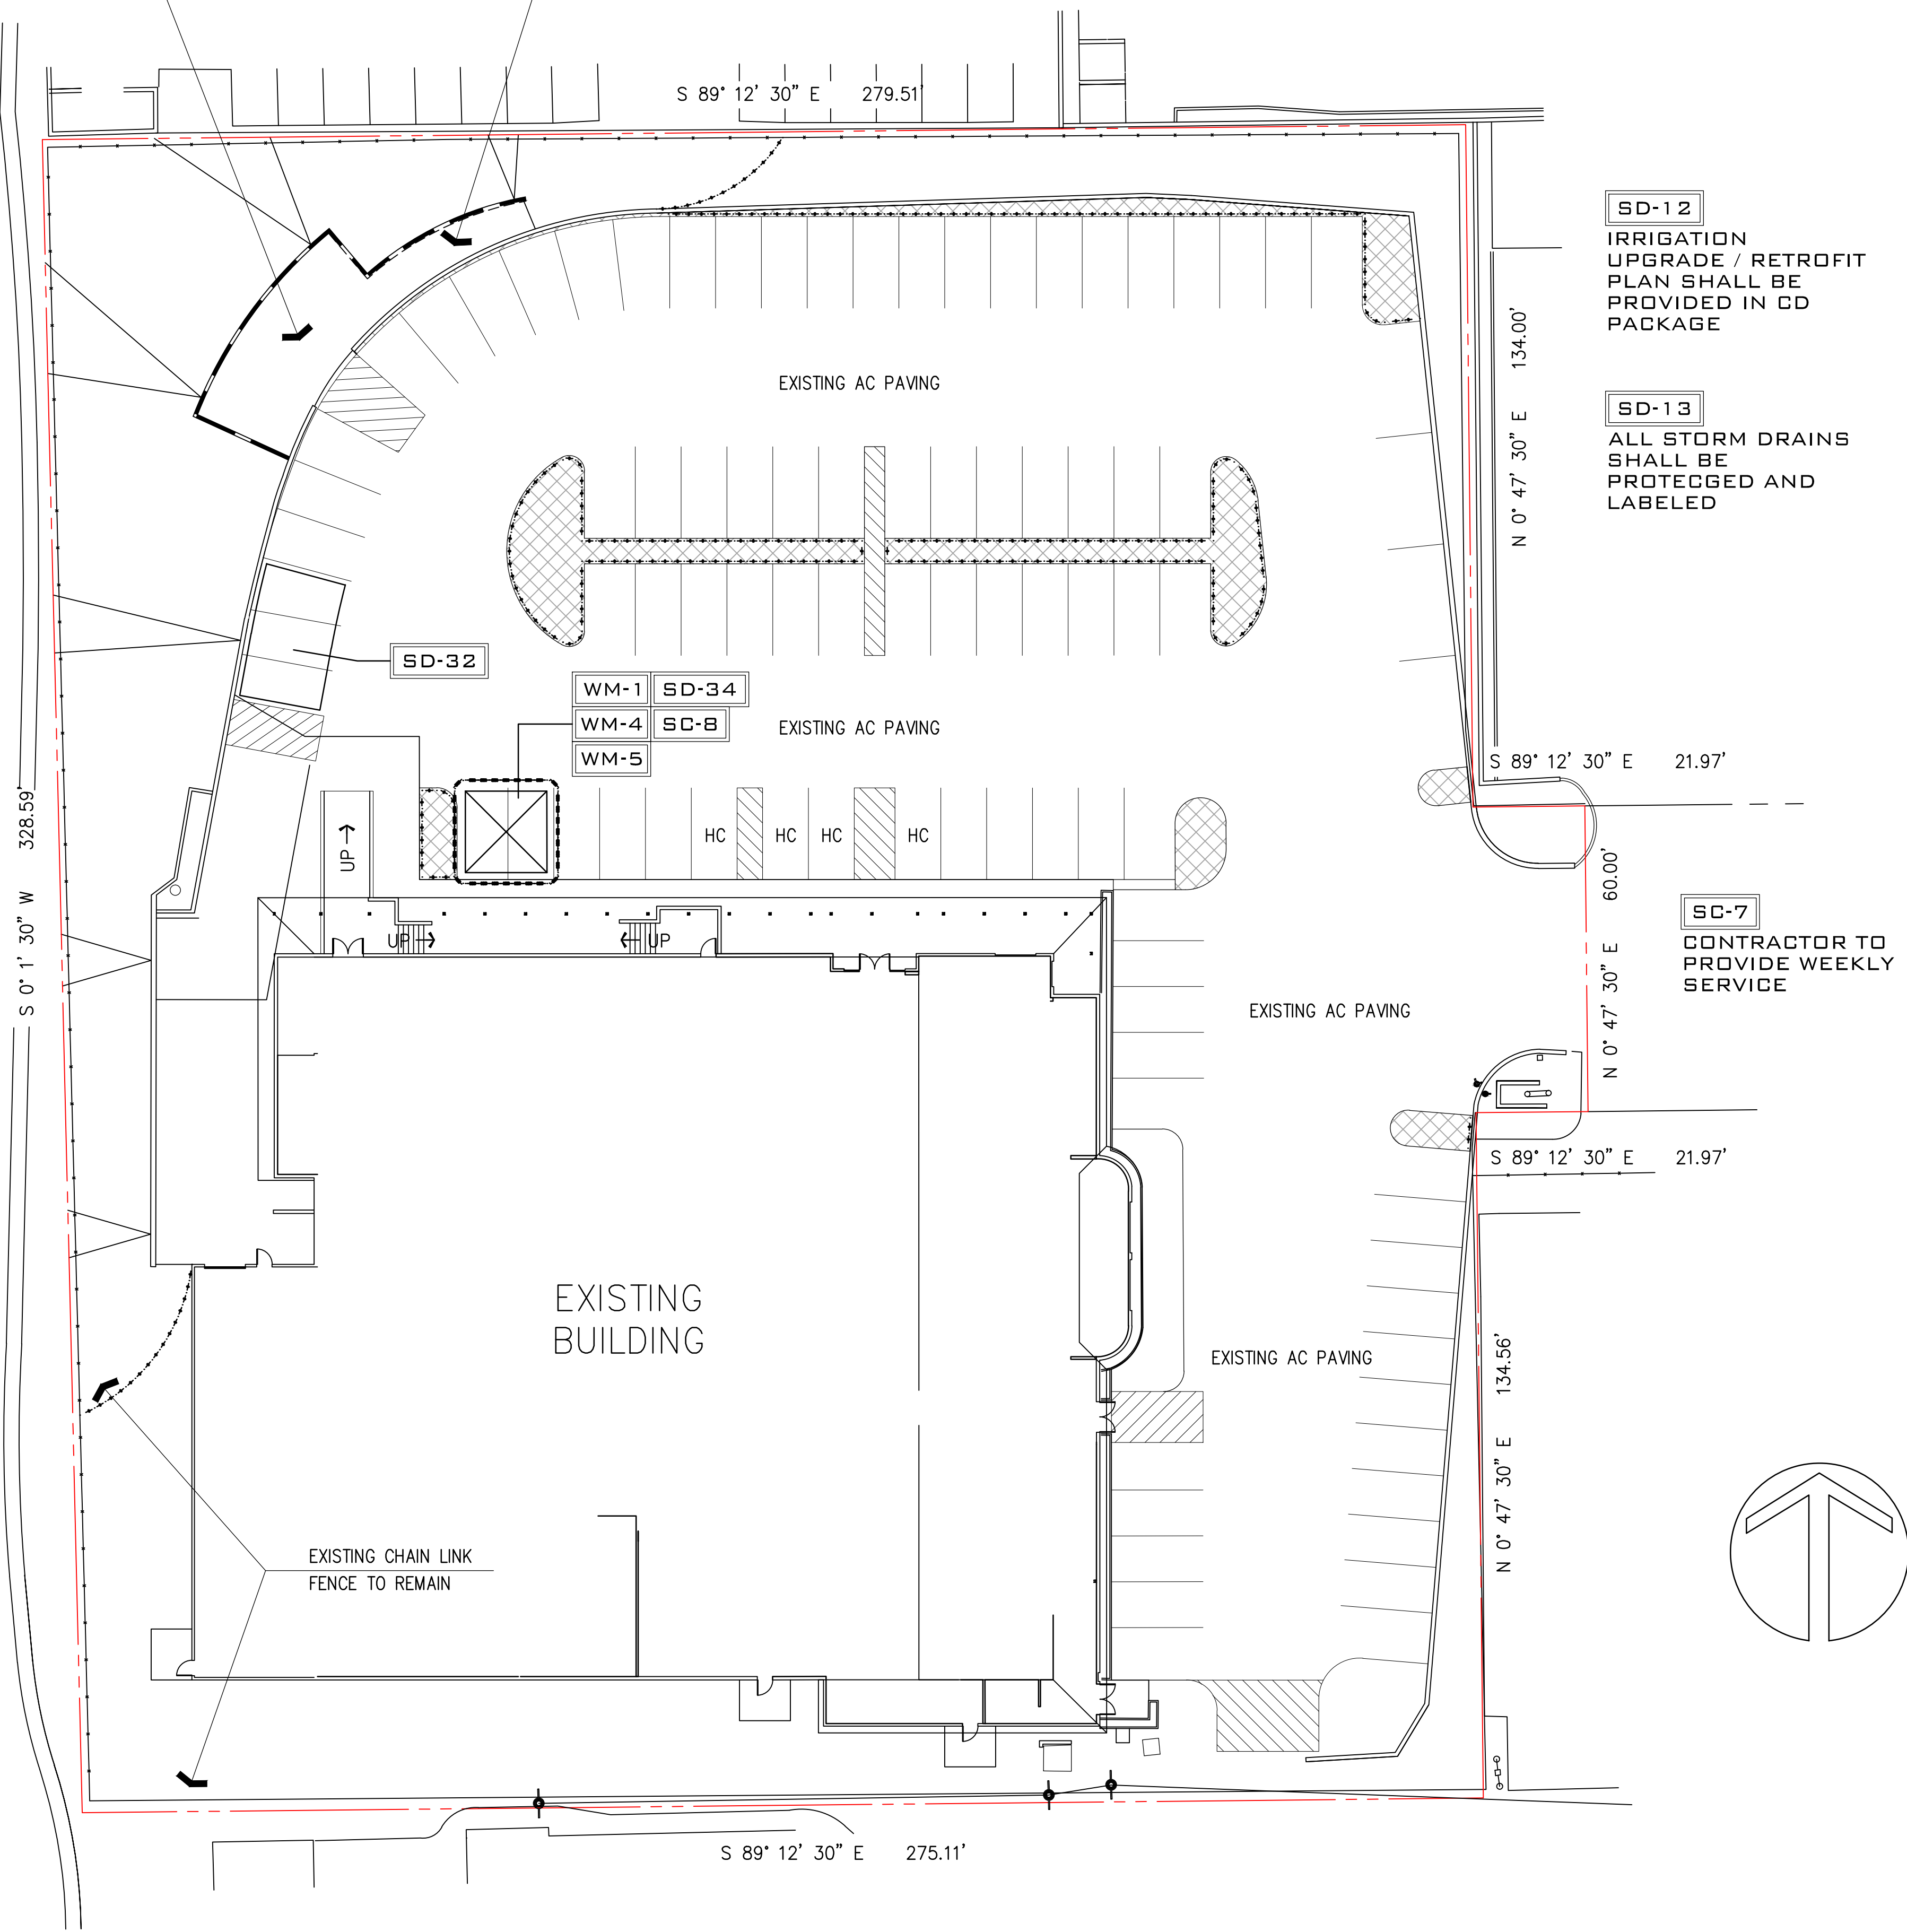 S 89° 12' 30" E 279.51'
SD-12
IRRIGATION
UPGRADE / RETROFIT
PLAN SHALL BE
PROVIDED IN CD
PACKAGE
N 0° 47' 30" E 134.00'
EXISTING AC PAVING
SD-13
ALL STORM DRAINS
SHALL BE
PROTECGED AND
LABELED
SD-32
WM-1 SD-34
WM-4 SC-8
WM-5
EXISTING AC PAVING
S 89° 12' 30" E 21.97'
S 0° 1' 30" W 328.59'
UP
HC HC HC HC
N 0° 47' 30" E 60.00'
SC-7
CONTRACTOR TO
PROVIDE WEEKLY
SERVICE
UP UP
EXISTING AC PAVING
S 89° 12' 30" E 21.97'
EXISTING
BUILDING
EXISTING AC PAVING
N 0° 47' 30" E 134.56'
EXISTING CHAIN LINK
FENCE TO REMAIN
S 89° 12' 30" E 275.11'